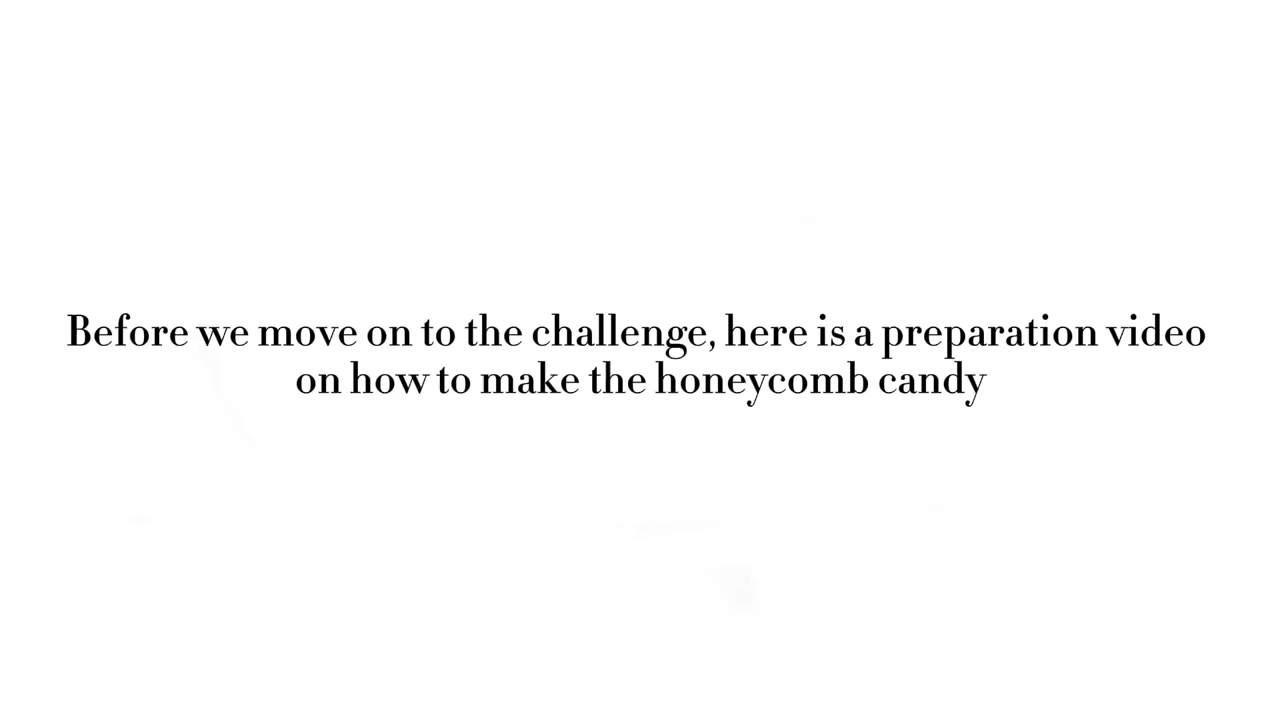 Before we move on to the challenge, here is a preparation video
on how to make the honeycomb candy